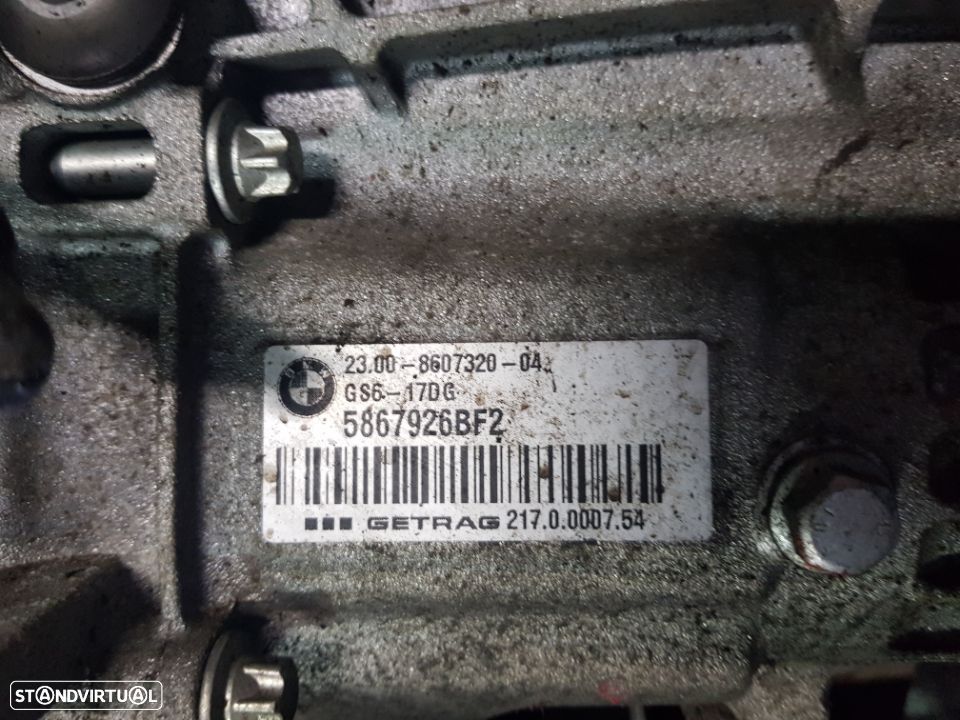 23.00-8607320-04
GS6-17DG
5867926BF2
GETRAG 217.0.0007.54
STANDVIRTUAL